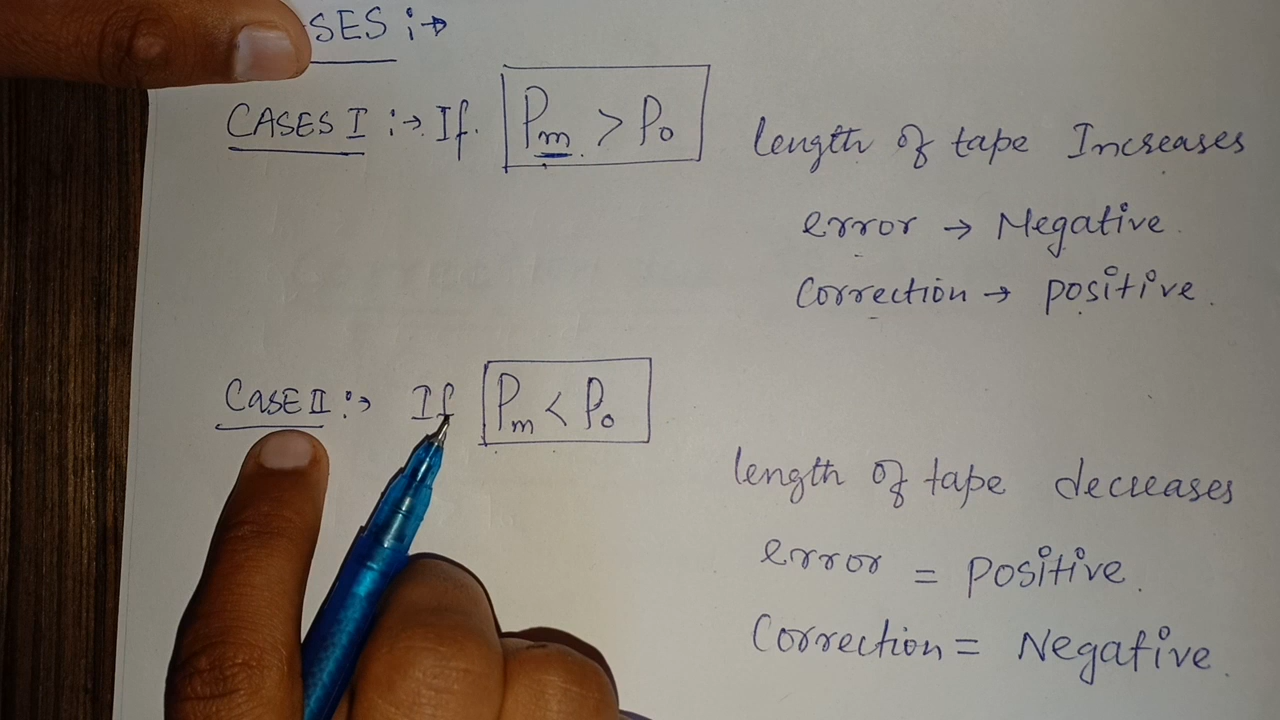 SES :→
CASES I :→ If. Pm > Po
length of tape Increases
error → Negative.
Correction → positive.
CASE II :→ If Pm < Po
length of tape decreases
error = positive.
Correction = Negative.